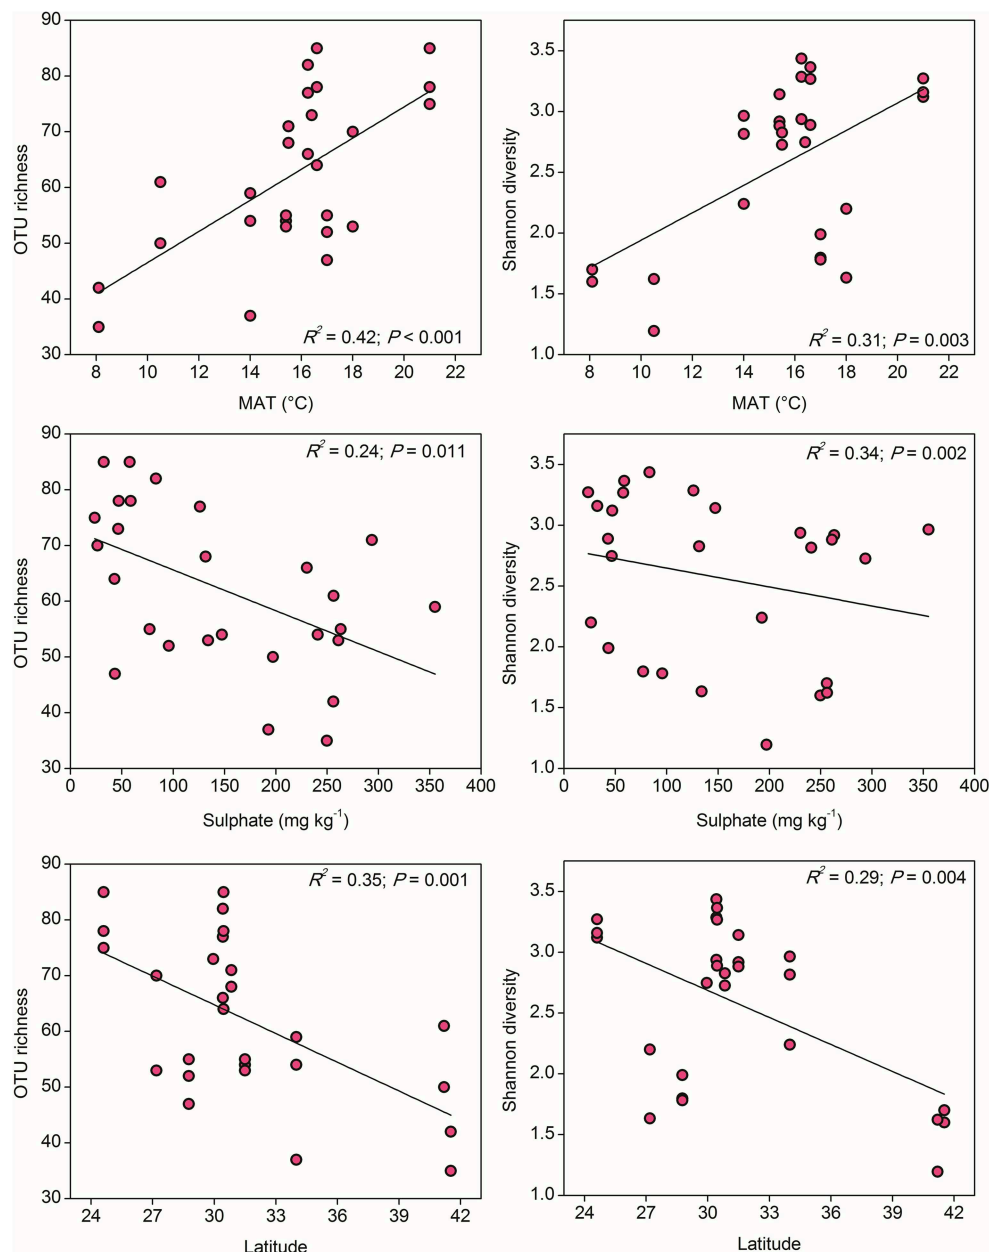 90
80
70
60
50
40
30
OTU richness
R² = 0.42; P < 0.001
8 10 12 14 16 18 20 22
MAT (°C)
3.5
3.0
2.5
2.0
1.5
1.0
Shannon diversity
R² = 0.31; P = 0.003
8 10 12 14 16 18 20 22
MAT (°C)
90
80
70
60
50
40
30
OTU richness
R² = 0.24; P = 0.011
0 50 100 150 200 250 300 350 400
Sulphate (mg kg⁻¹)
3.5
3.0
2.5
2.0
1.5
1.0
Shannon diversity
R² = 0.34; P = 0.002
0 50 100 150 200 250 300 350 400
Sulphate (mg kg⁻¹)
90
80
70
60
50
40
30
OTU richness
R² = 0.35; P = 0.001
24 27 30 33 36 39 42
Latitude
3.5
3.0
2.5
2.0
1.5
1.0
Shannon diversity
R² = 0.29; P = 0.004
24 27 30 33 36 39 42
Latitude